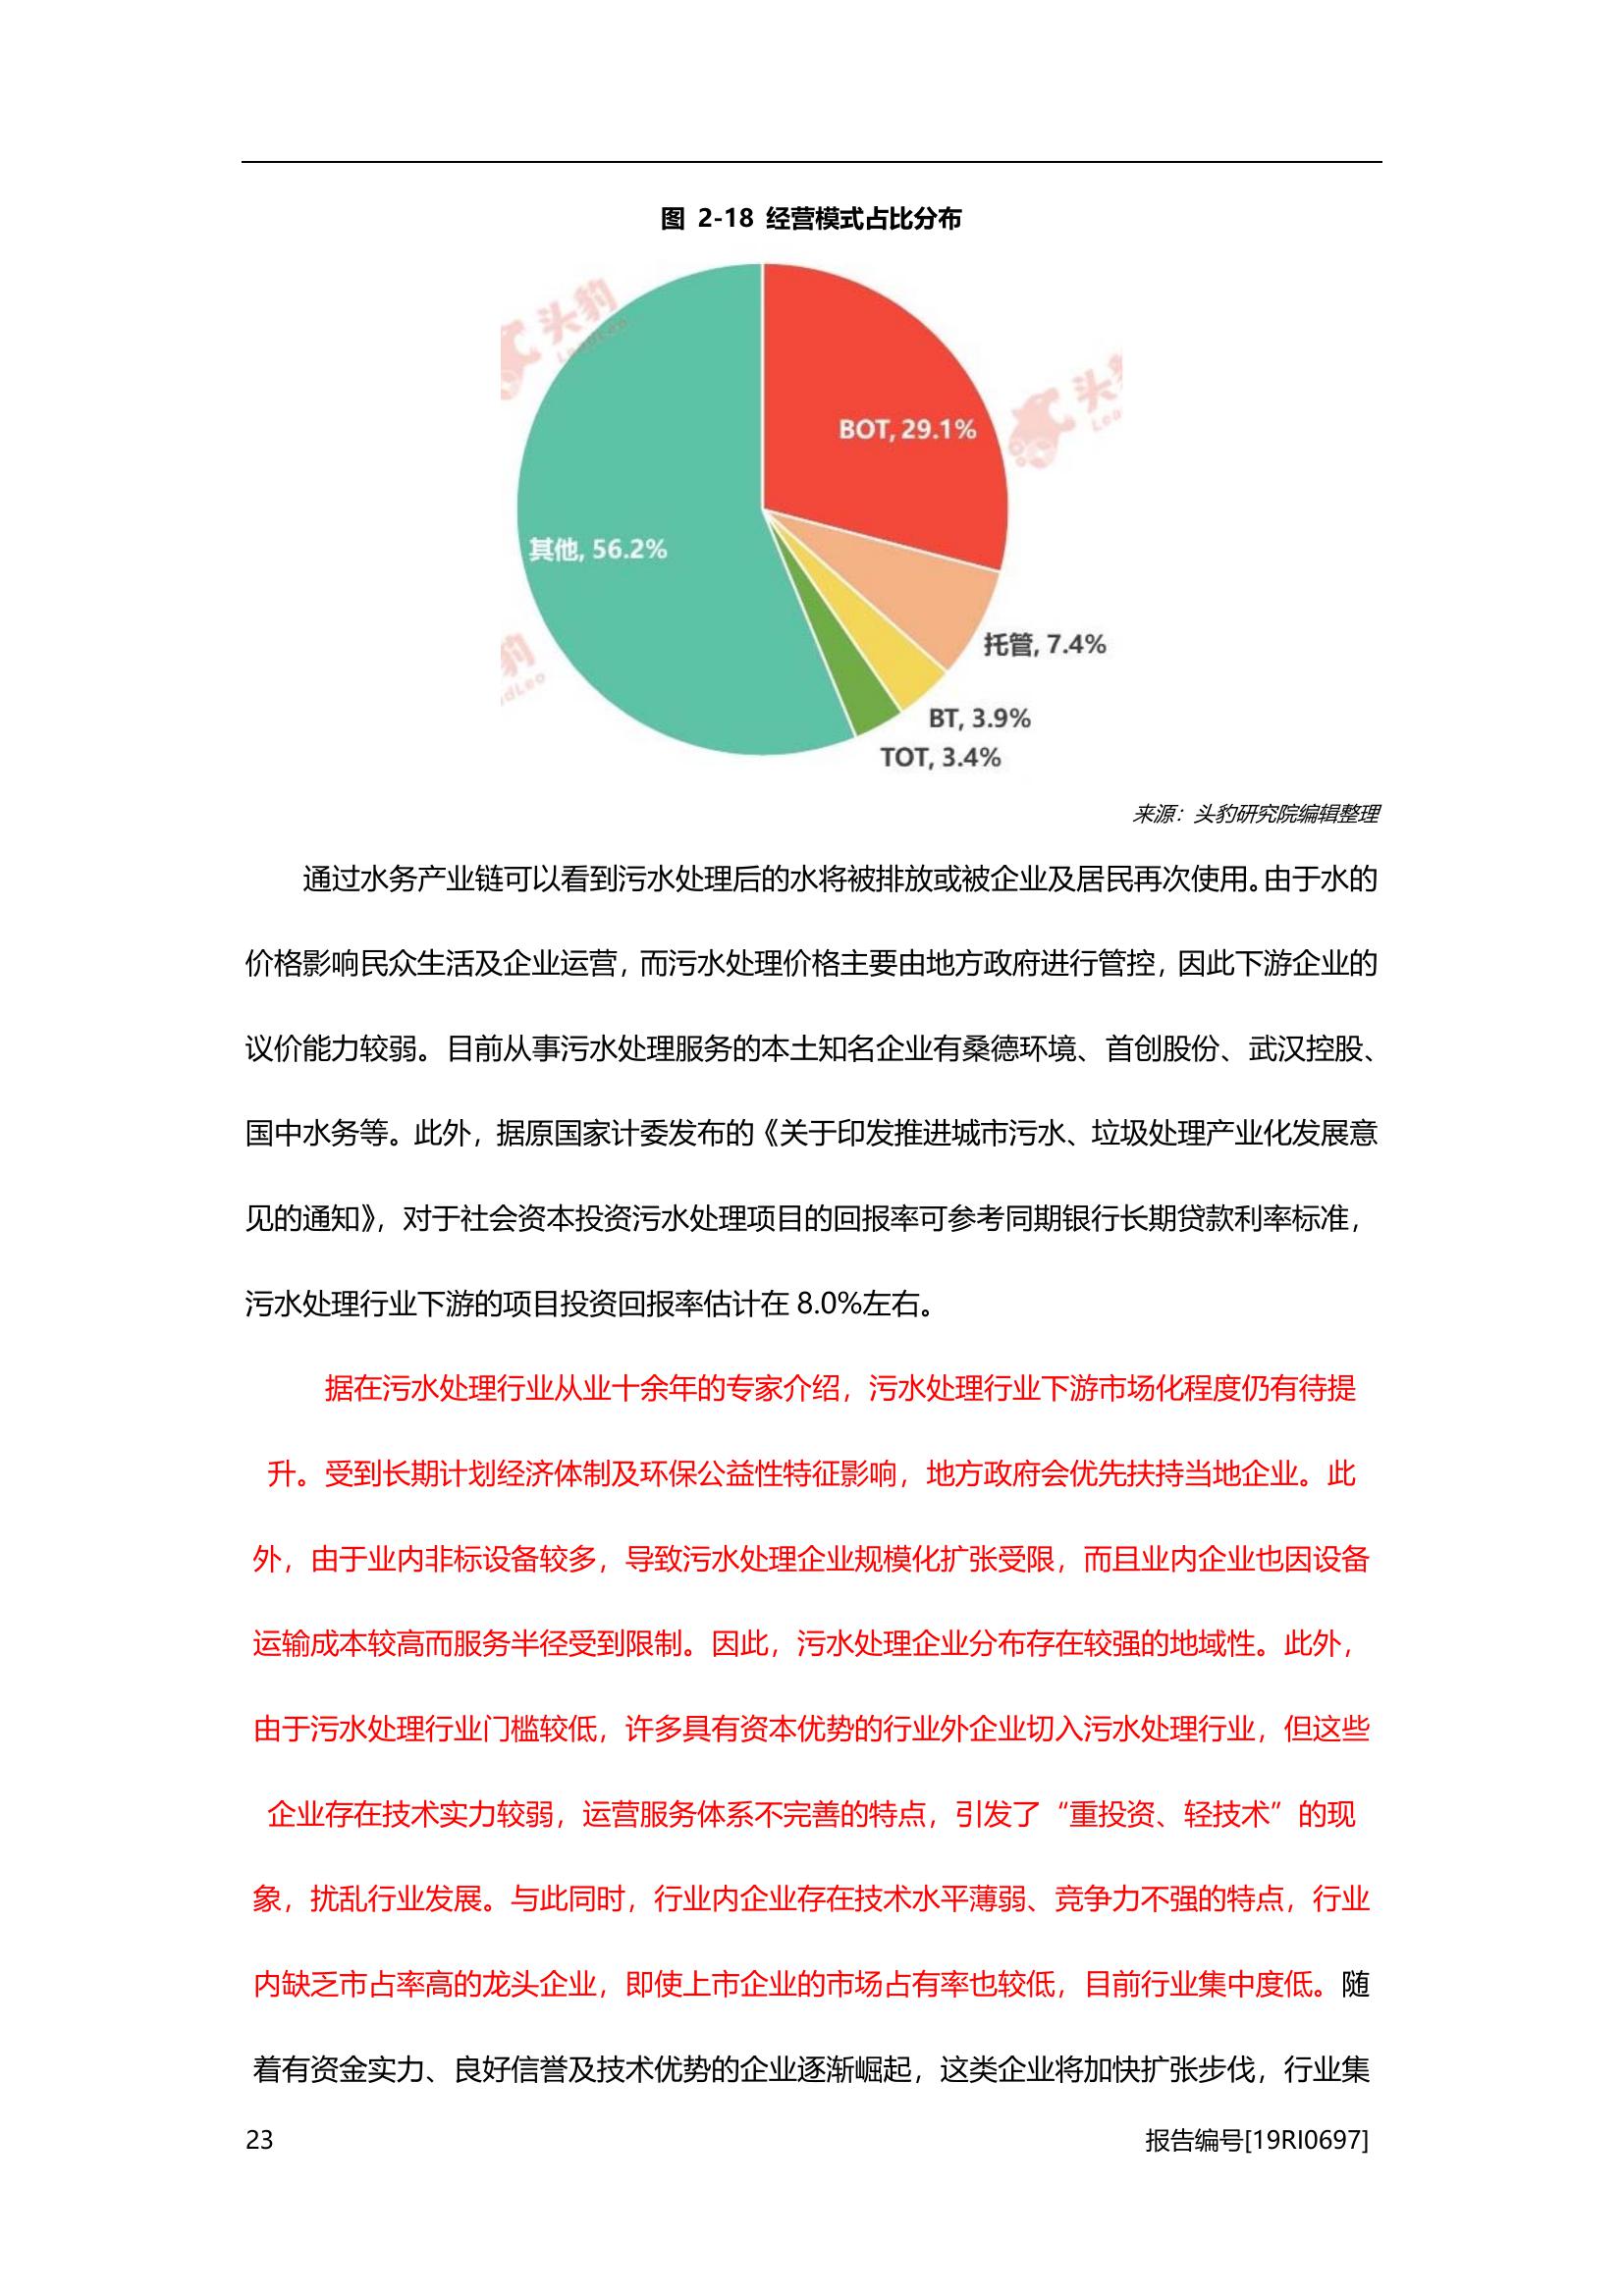 图 2-18 经营模式占比分布
头豹
LeadLeo
BOT, 29.1%
头豹
其他, 56.2%
托管, 7.4%
豹
BT, 3.9%
TOT, 3.4%
来源：头豹研究院编辑整理
通过水务产业链可以看到污水处理后的水将被排放或被企业及居民再次使用。由于水的
价格影响民众生活及企业运营，而污水处理价格主要由地方政府进行管控，因此下游企业的
议价能力较弱。目前从事污水处理服务的本土知名企业有桑德环境、首创股份、武汉控股、
国中水务等。此外，据原国家计委发布的《关于印发推进城市污水、垃圾处理产业化发展意
见的通知》，对于社会资本投资污水处理项目的回报率可参考同期银行长期贷款利率标准，
污水处理行业下游的项目投资回报率估计在 8.0%左右。
据在污水处理行业从业十余年的专家介绍，污水处理行业下游市场化程度仍有待提
升。受到长期计划经济体制及环保公益性特征影响，地方政府会优先扶持当地企业。此
外，由于业内非标设备较多，导致污水处理企业规模化扩张受限，而且业内企业也因设备
运输成本较高而服务半径受到限制。因此，污水处理企业分布存在较强的地域性。此外，
由于污水处理行业门槛较低，许多具有资本优势的行业外企业切入污水处理行业，但这些
企业存在技术实力较弱，运营服务体系不完善的特点，引发了“重投资、轻技术”的现
象，扰乱行业发展。与此同时，行业内企业存在技术水平薄弱、竞争力不强的特点，行业
内缺乏市占率高的龙头企业，即使上市企业的市场占有率也较低，目前行业集中度低。随
着有资金实力、良好信誉及技术优势的企业逐渐崛起，这类企业将加快扩张步伐，行业集
23
报告编号[19RI0697]